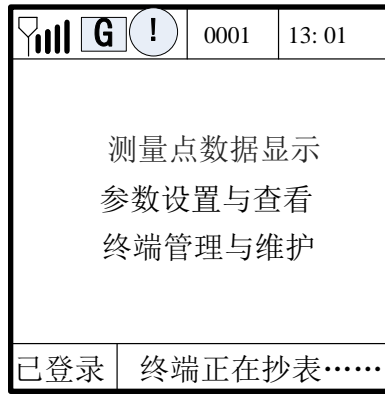 G ! 0001 13: 01
测量点数据显示
参数设置与查看
终端管理与维护
已登录 终端正在抄表……